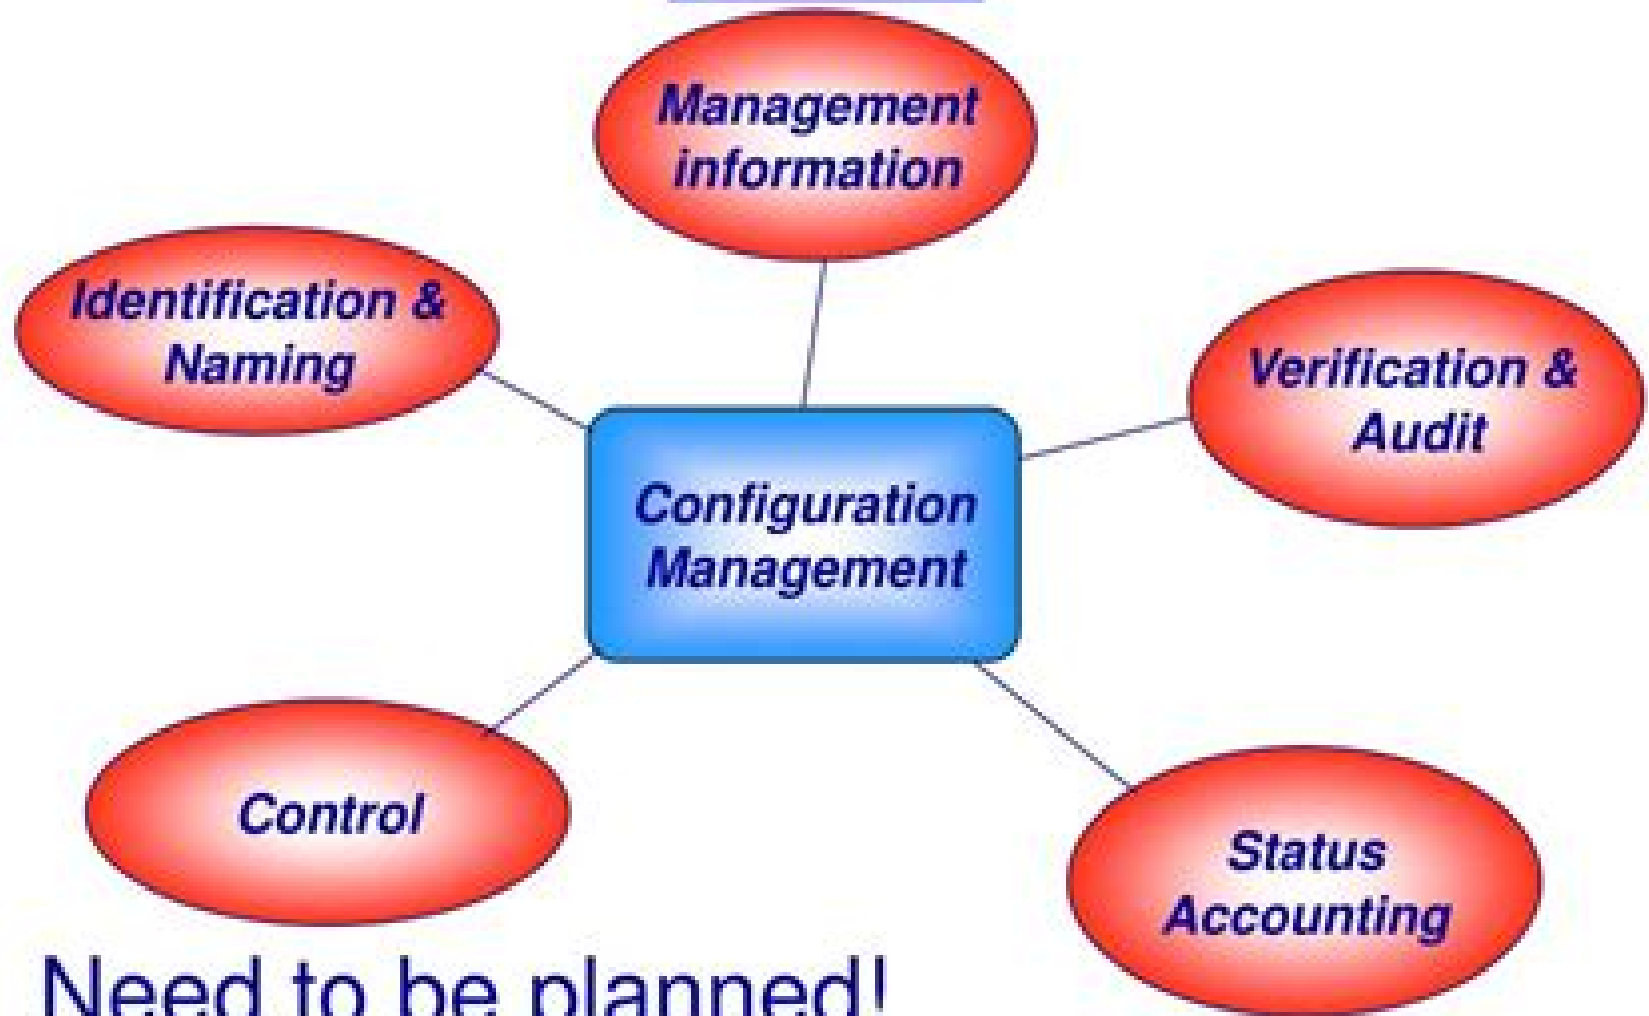 Management
information
Identification &
Naming
Verification &
Audit
Configuration
Management
Control
Status
Accounting
Need to be planned!